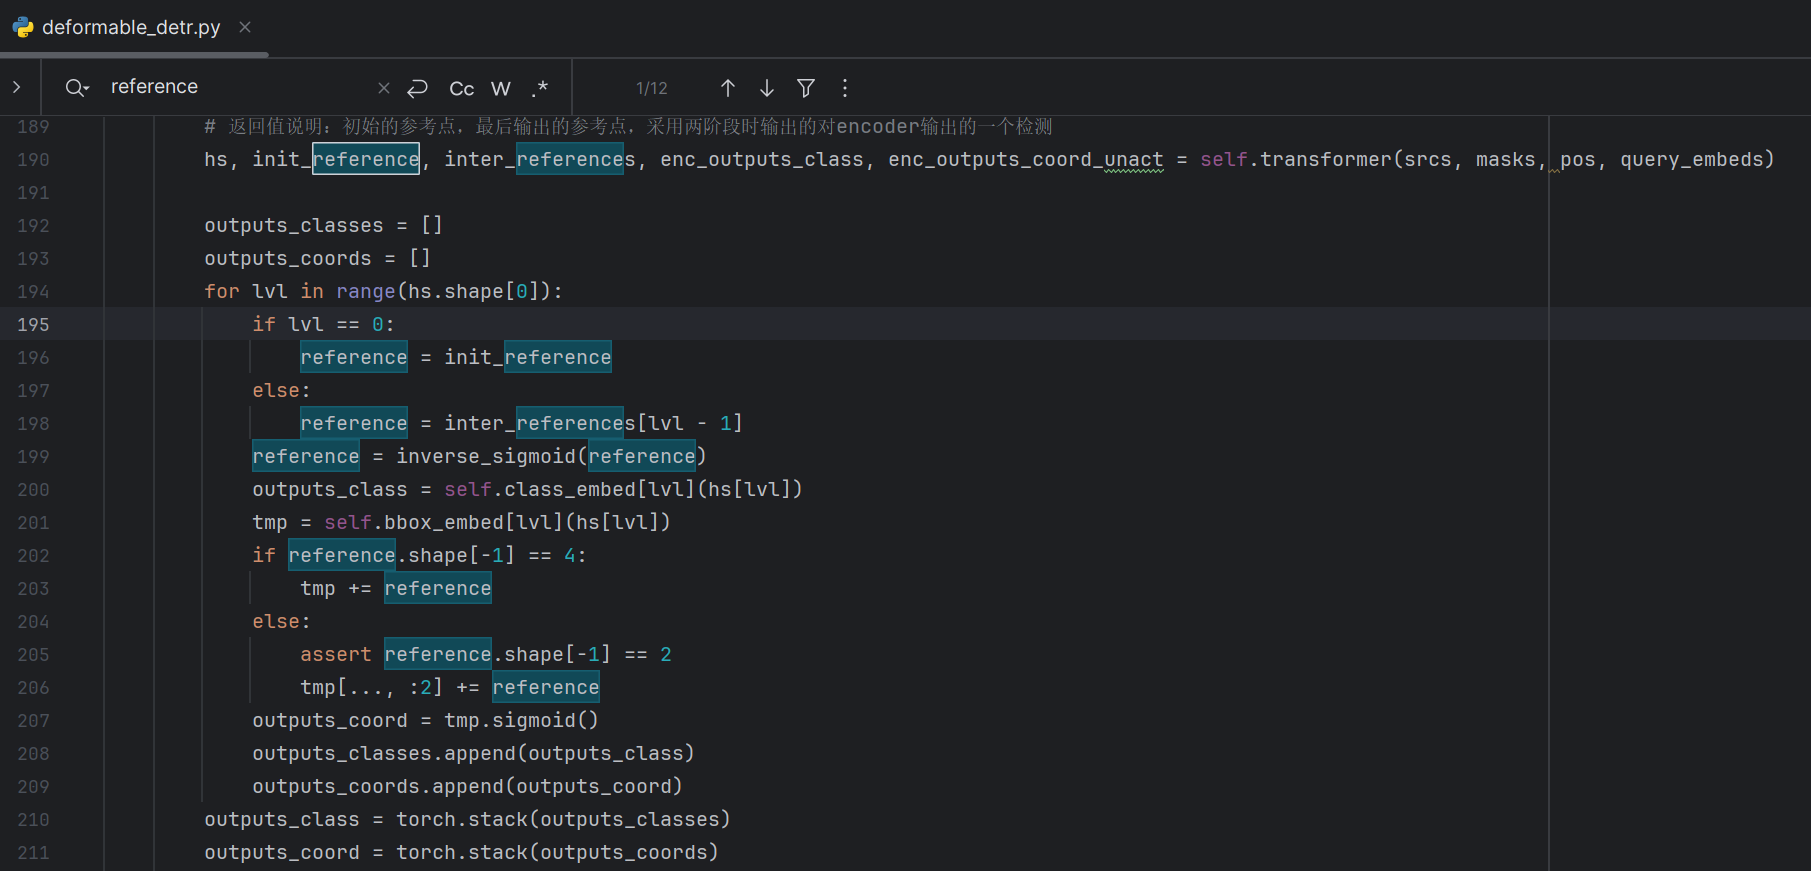 deformable_detr.py
reference
Cc W .*
1/12
189 # 返回值说明：初始的参考点，最后输出的参考点，采用两阶段时输出的对encoder输出的一个检测
190 hs, init_reference, inter_references, enc_outputs_class, enc_outputs_coord_unact = self.transformer(srcs, masks, pos, query_embeds)
191
192 outputs_classes = []
193 outputs_coords = []
194 for lvl in range(hs.shape[0]):
195     if lvl == 0:
196         reference = init_reference
197     else:
198         reference = inter_references[lvl - 1]
199     reference = inverse_sigmoid(reference)
200     outputs_class = self.class_embed[lvl](hs[lvl])
201     tmp = self.bbox_embed[lvl](hs[lvl])
202     if reference.shape[-1] == 4:
203         tmp += reference
204     else:
205         assert reference.shape[-1] == 2
206         tmp[..., :2] += reference
207     outputs_coord = tmp.sigmoid()
208     outputs_classes.append(outputs_class)
209     outputs_coords.append(outputs_coord)
210 outputs_class = torch.stack(outputs_classes)
211 outputs_coord = torch.stack(outputs_coords)